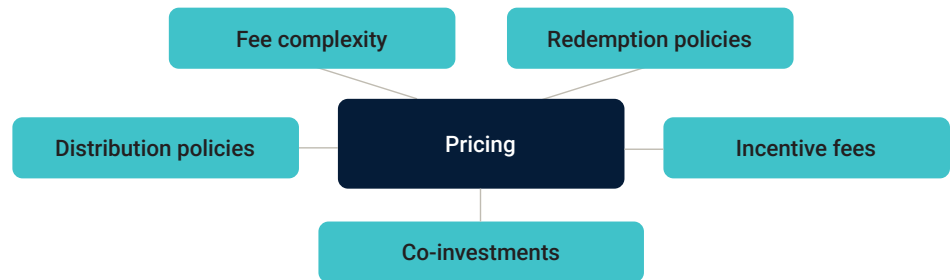 Fee complexity
Redemption policies
Pricing
Distribution policies
Incentive fees
Co-investments